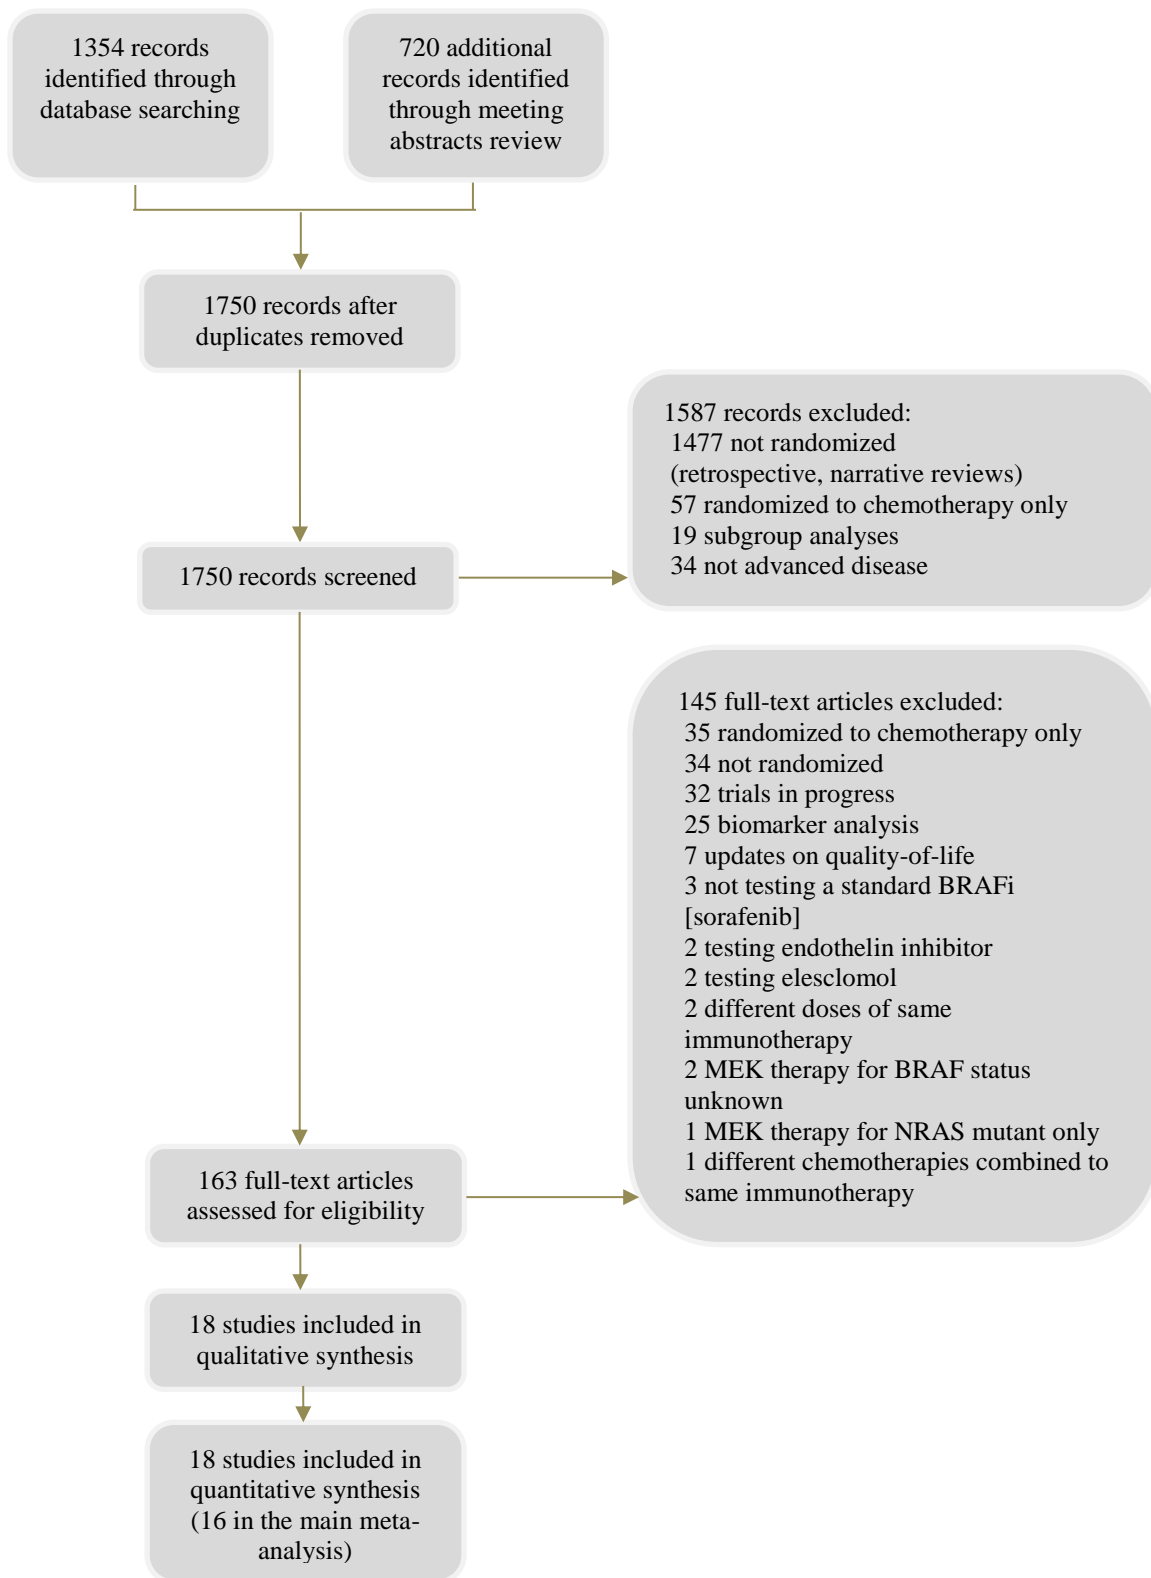 1354 records
identified through
database searching
720 additional
records identified
through meeting
abstracts review
1750 records after
duplicates removed
1587 records excluded:
1477 not randomized
(retrospective, narrative reviews)
57 randomized to chemotherapy only
19 subgroup analyses
34 not advanced disease
1750 records screened
145 full-text articles excluded:
35 randomized to chemotherapy only
34 not randomized
32 trials in progress
25 biomarker analysis
7 updates on quality-of-life
3 not testing a standard BRAFi
[sorafenib]
2 testing endothelin inhibitor
2 testing elesclomol
2 different doses of same
immunotherapy
2 MEK therapy for BRAF status
unknown
1 MEK therapy for NRAS mutant only
1 different chemotherapies combined to
same immunotherapy
163 full-text articles
assessed for eligibility
18 studies included in
qualitative synthesis
18 studies included in
quantitative synthesis
(16 in the main meta-
analysis)